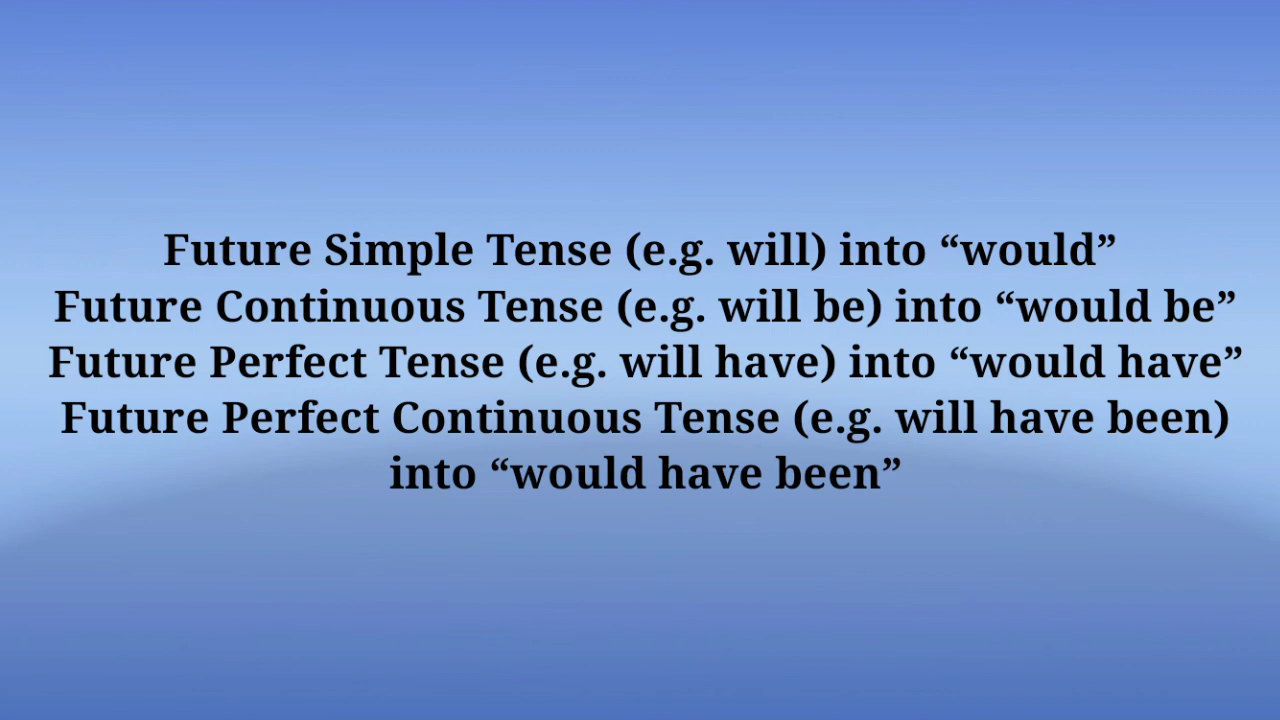 Future Simple Tense (e.g. will) into “would”
Future Continuous Tense (e.g. will be) into “would be”
Future Perfect Tense (e.g. will have) into “would have”
Future Perfect Continuous Tense (e.g. will have been)
into “would have been”